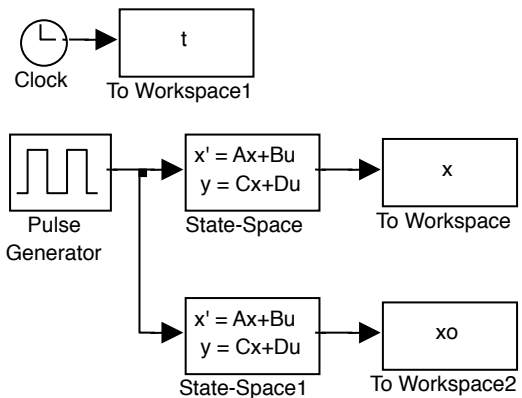 t
Clock
To Workspace1
x' = Ax+Bu
y = Cx+Du
x
Pulse
Generator
State-Space
To Workspace
x' = Ax+Bu
y = Cx+Du
xo
State-Space1
To Workspace2